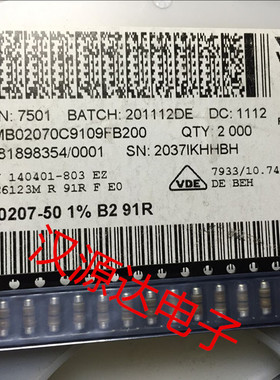 N: 7501 BATCH: 201112DE DC: 1112
MB02070C9109FB200 QTY 2 000
81898354/0001 SN: 2037IKHHBH
140401-803 EZ 7933/10.74
26123M R 91R F E0 VDE DE BEH
0207-50 1% B2 91R
汉源达电子